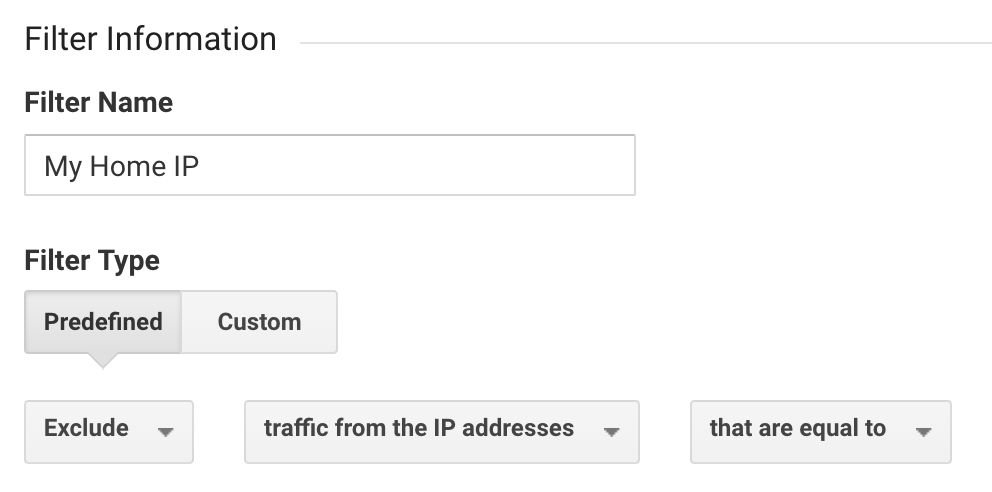 Filter Information
Filter Name
My Home IP
Filter Type
Predefined Custom
Exclude traffic from the IP addresses that are equal to